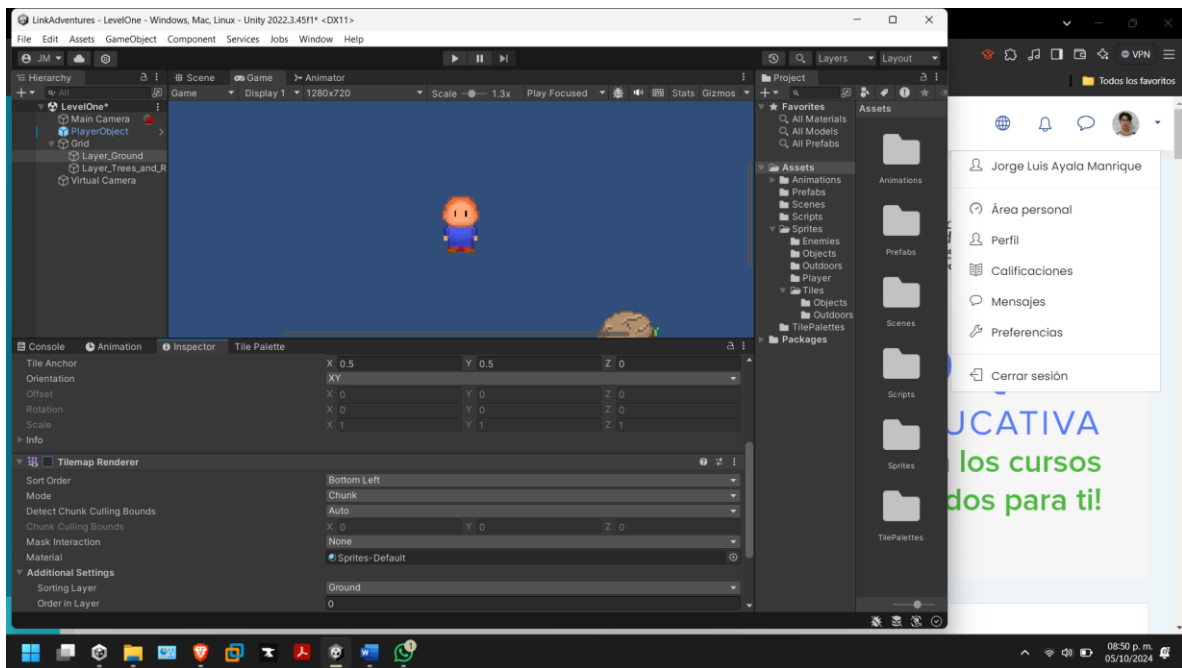 LinkAdventures - LevelOne - Windows, Mac, Linux - Unity 2022.3.45f1* <DX11>
File Edit Assets GameObject Component Services Jobs Window Help
JM
Layers
Layout
VPN
Hierarchy
# Scene
Game
Animator
Project
Todos los favoritos
All
Game
Display 1
1280x720
Scale
1.3x
Play Focused
Stats
Gizmos
LevelOne*
Main Camera
PlayerObject
Grid
Layer_Ground
Layer_Trees_and_R
Virtual Camera
Favorites
All Materials
All Models
All Prefabs
Assets
Animations
Prefabs
Scenes
Scripts
Sprites
Enemies
Objects
Outdoors
Player
Tiles
Objects
Outdoors
TilePalettes
Packages
Assets
Animations
Prefabs
Scenes
Scripts
Sprites
TilePalettes
Jorge Luis Ayala Manrique
Área personal
Perfil
Calificaciones
Mensajes
Preferencias
Cerrar sesión
UCATIVA
los cursos
dos para ti!
Console
Animation
Inspector
Tile Palette
Tile Anchor X 0.5 Y 0.5 Z 0
Orientation XY
Offset X 0 Y 0 Z 0
Rotation X 0 Y 0 Z 0
Scale X 1 Y 1 Z 1
Info
Tilemap Renderer
Sort Order Bottom Left
Mode Chunk
Detect Chunk Culling Bounds Auto
Chunk Culling Bounds X 0 Y 0 Z 0
Mask Interaction None
Material Sprites-Default
Additional Settings
Sorting Layer Ground
Order in Layer 0
08:50 p. m.
05/10/2024